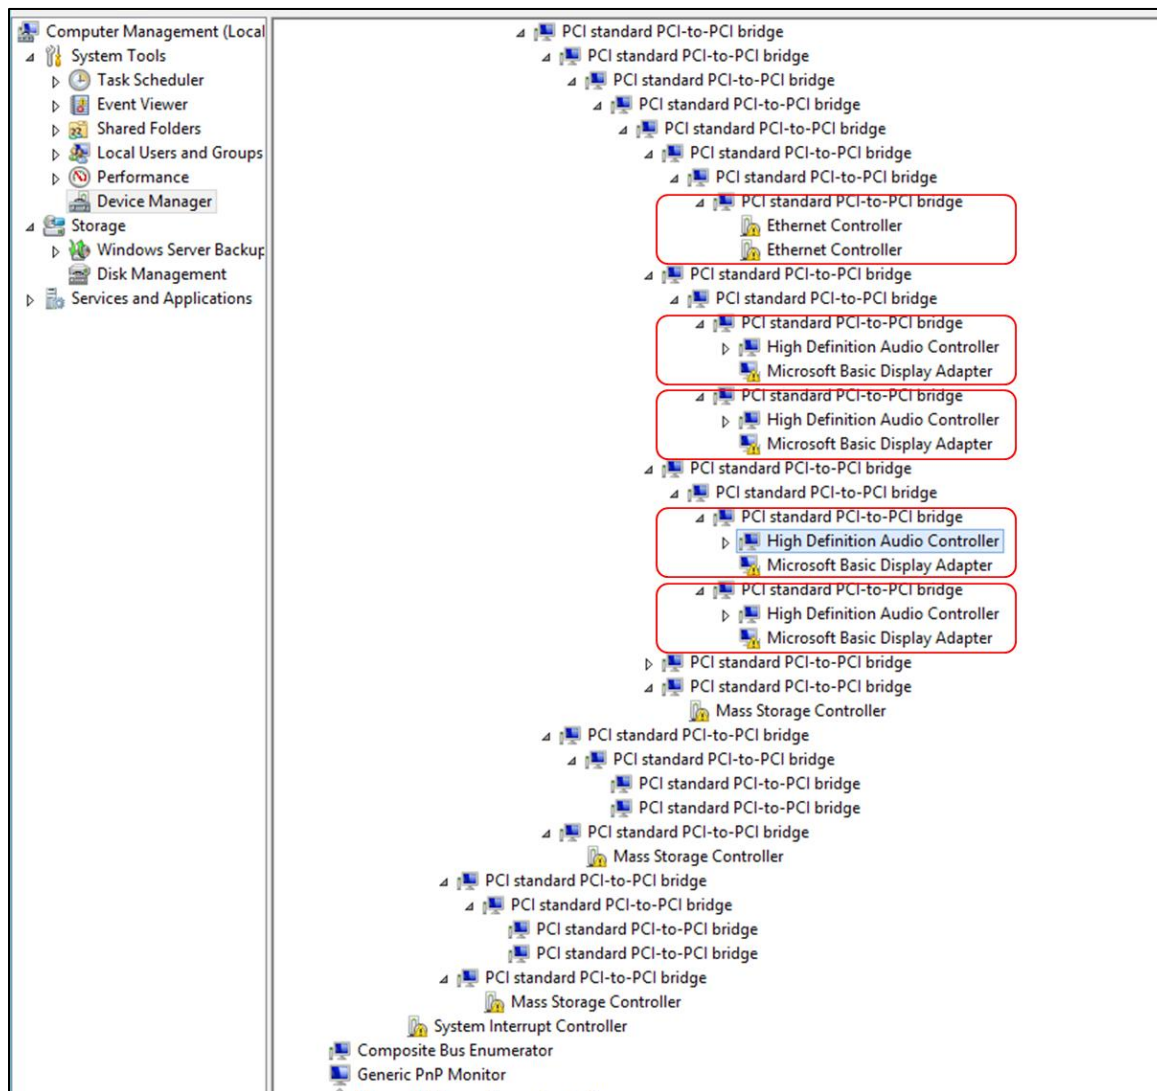 Computer Management (Local
System Tools
Task Scheduler
Event Viewer
Shared Folders
Local Users and Groups
Performance
Device Manager
Storage
Windows Server Backup
Disk Management
Services and Applications
PCI standard PCI-to-PCI bridge
PCI standard PCI-to-PCI bridge
PCI standard PCI-to-PCI bridge
PCI standard PCI-to-PCI bridge
PCI standard PCI-to-PCI bridge
PCI standard PCI-to-PCI bridge
PCI standard PCI-to-PCI bridge
PCI standard PCI-to-PCI bridge
Ethernet Controller
Ethernet Controller
PCI standard PCI-to-PCI bridge
PCI standard PCI-to-PCI bridge
PCI standard PCI-to-PCI bridge
High Definition Audio Controller
Microsoft Basic Display Adapter
PCI standard PCI-to-PCI bridge
High Definition Audio Controller
Microsoft Basic Display Adapter
PCI standard PCI-to-PCI bridge
PCI standard PCI-to-PCI bridge
PCI standard PCI-to-PCI bridge
High Definition Audio Controller
Microsoft Basic Display Adapter
PCI standard PCI-to-PCI bridge
High Definition Audio Controller
Microsoft Basic Display Adapter
PCI standard PCI-to-PCI bridge
PCI standard PCI-to-PCI bridge
Mass Storage Controller
PCI standard PCI-to-PCI bridge
PCI standard PCI-to-PCI bridge
PCI standard PCI-to-PCI bridge
PCI standard PCI-to-PCI bridge
PCI standard PCI-to-PCI bridge
Mass Storage Controller
PCI standard PCI-to-PCI bridge
PCI standard PCI-to-PCI bridge
PCI standard PCI-to-PCI bridge
PCI standard PCI-to-PCI bridge
PCI standard PCI-to-PCI bridge
Mass Storage Controller
System Interrupt Controller
Composite Bus Enumerator
Generic PnP Monitor